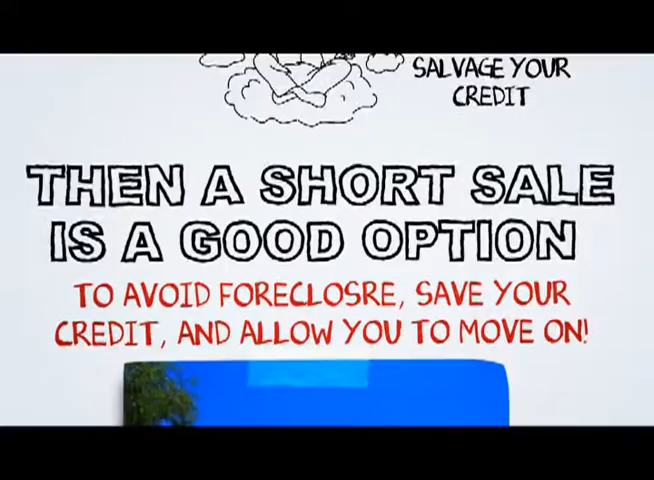 SALVAGE YOUR
CREDIT
THEN A SHORT SALE
IS A GOOD OPTION
TO AVOID FORECLOSRE, SAVE YOUR
CREDIT, AND ALLOW YOU TO MOVE ON!